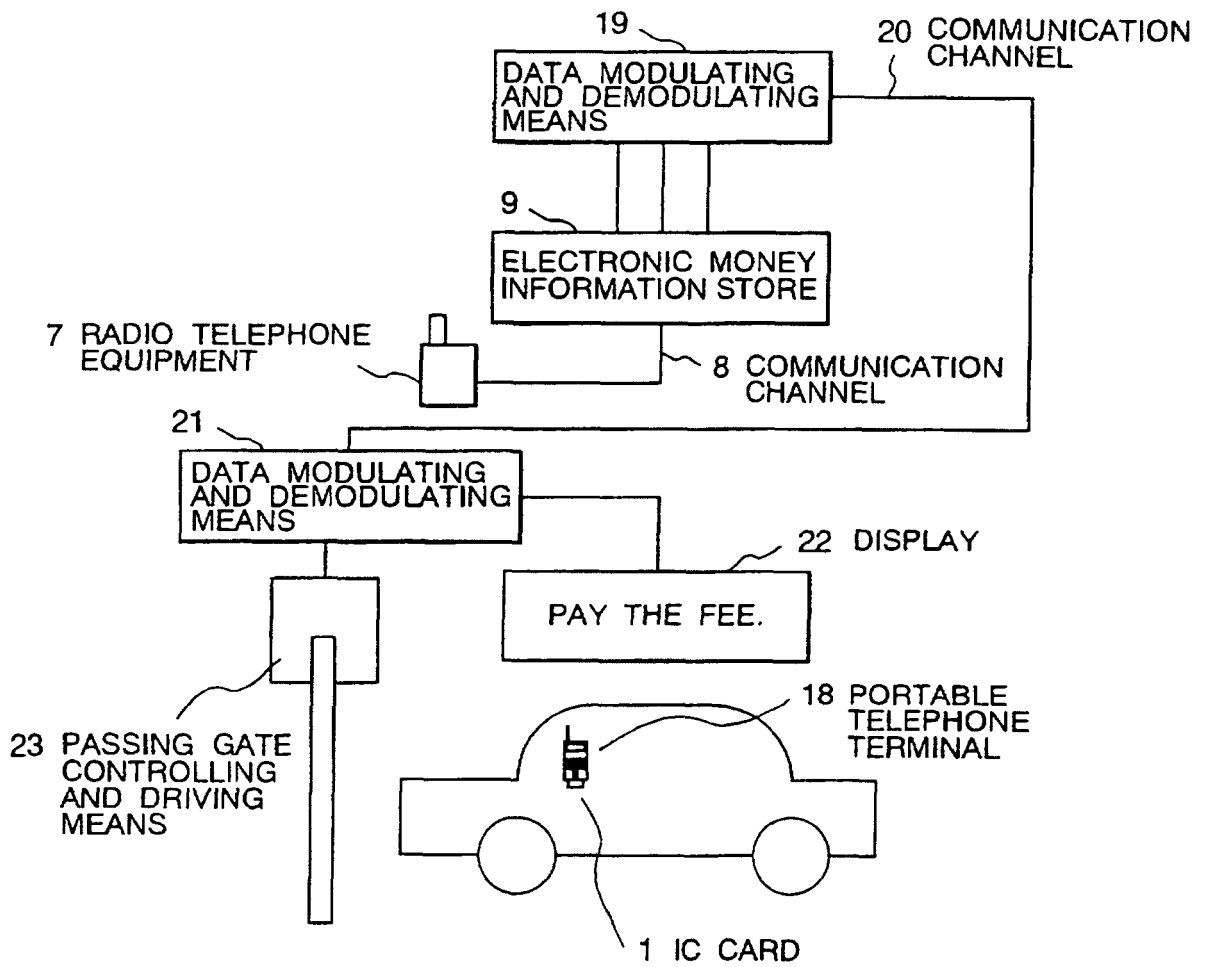 19
DATA MODULATING
AND DEMODULATING
MEANS
20 COMMUNICATION
CHANNEL
9
ELECTRONIC MONEY
INFORMATION STORE
7 RADIO TELEPHONE
EQUIPMENT
8 COMMUNICATION
CHANNEL
21
DATA MODULATING
AND DEMODULATING
MEANS
22 DISPLAY
PAY THE FEE.
18 PORTABLE
TELEPHONE
TERMINAL
23 PASSING GATE
CONTROLLING
AND DRIVING
MEANS
1 IC CARD